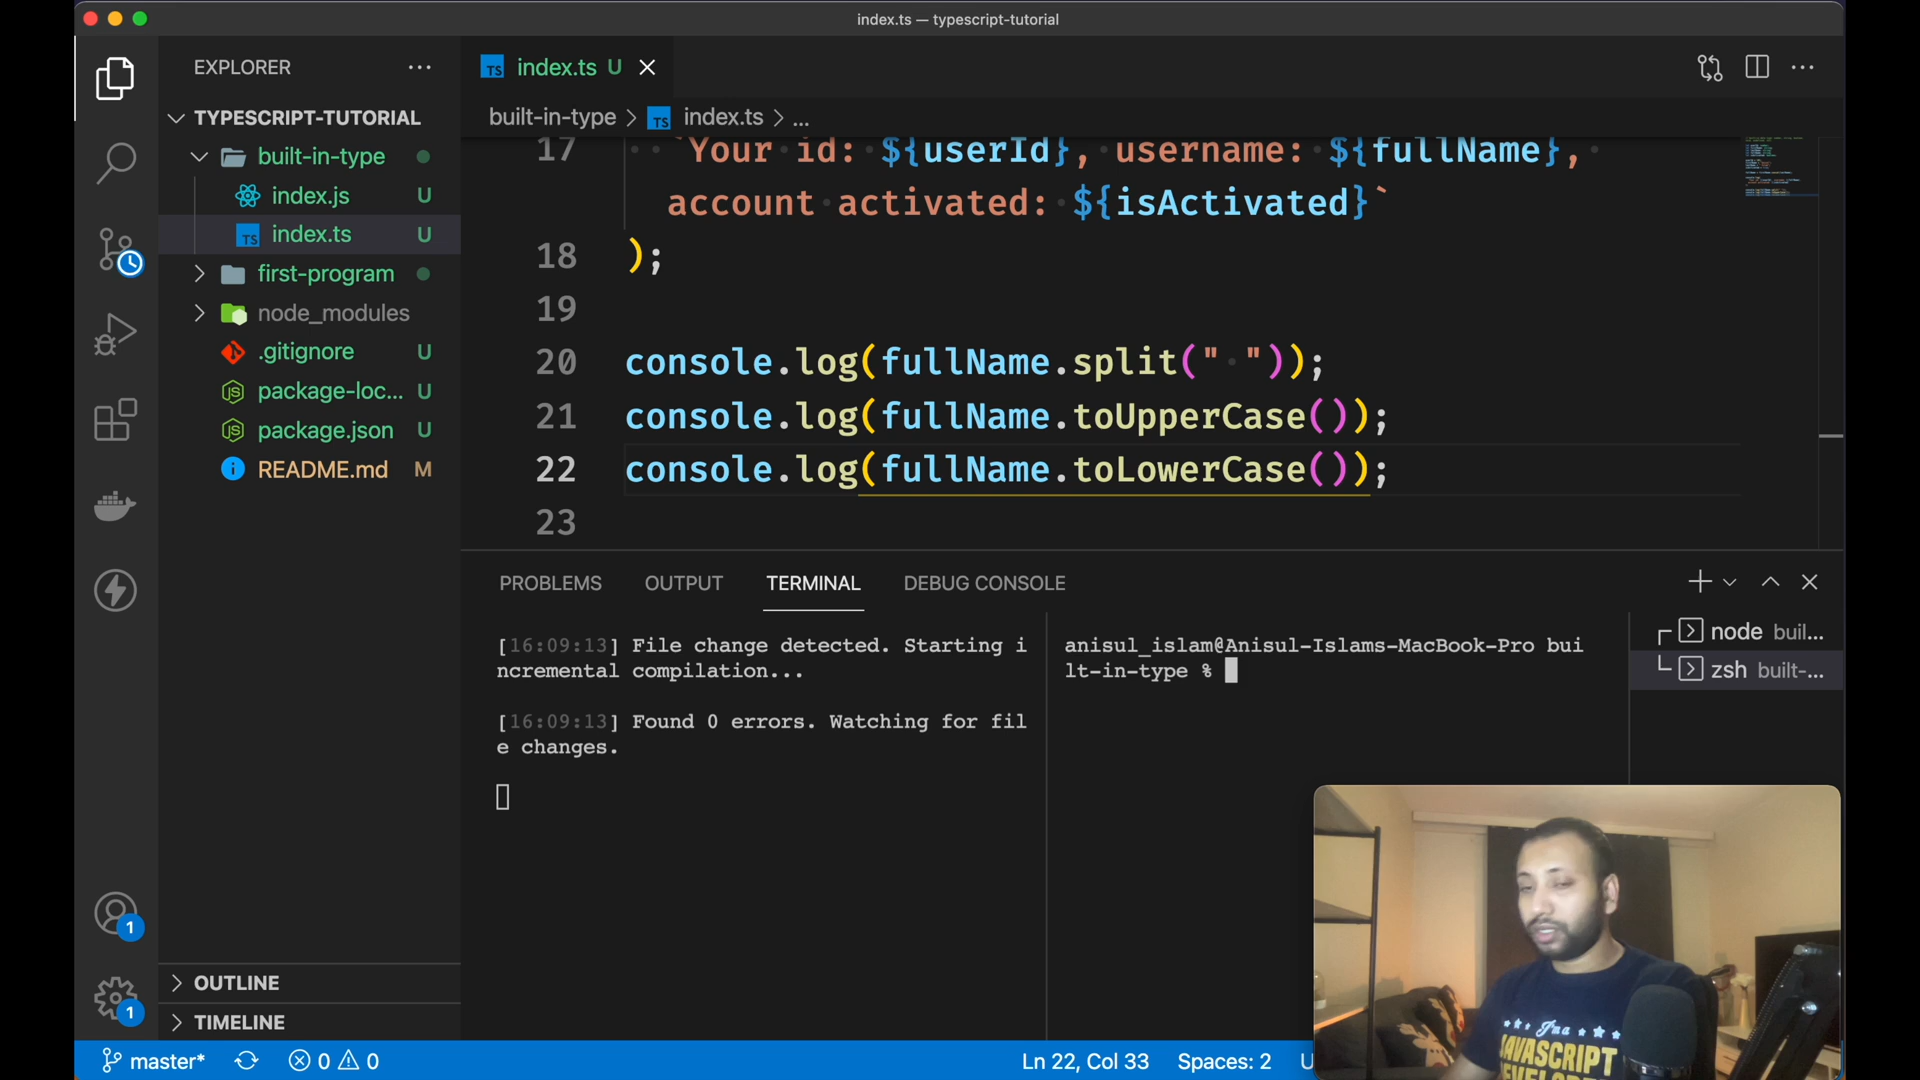 index.ts — typescript-tutorial
EXPLORER
TYPESCRIPT-TUTORIAL
built-in-type
index.js U
TS index.ts U
first-program
node_modules
.gitignore U
package-loc... U
package.json U
README.md M
OUTLINE
TIMELINE
TS index.ts U
built-in-type > TS index.ts > ...
17 `Your id: ${userId}, username: ${fullName},
account activated: ${isActivated}`
18 );
19
20 console.log(fullName.split(" "));
21 console.log(fullName.toUpperCase());
22 console.log(fullName.toLowerCase());
23
PROBLEMS OUTPUT TERMINAL DEBUG CONSOLE
[16:09:13] File change detected. Starting i
ncremental compilation...
[16:09:13] Found 0 errors. Watching for fil
e changes.
anisul_islam@Anisul-Islams-MacBook-Pro bui
lt-in-type %
node buil...
zsh built-...
1
1
I'm a
JAVASCRIPT
master* 0 0 Ln 22, Col 33 Spaces: 2 U